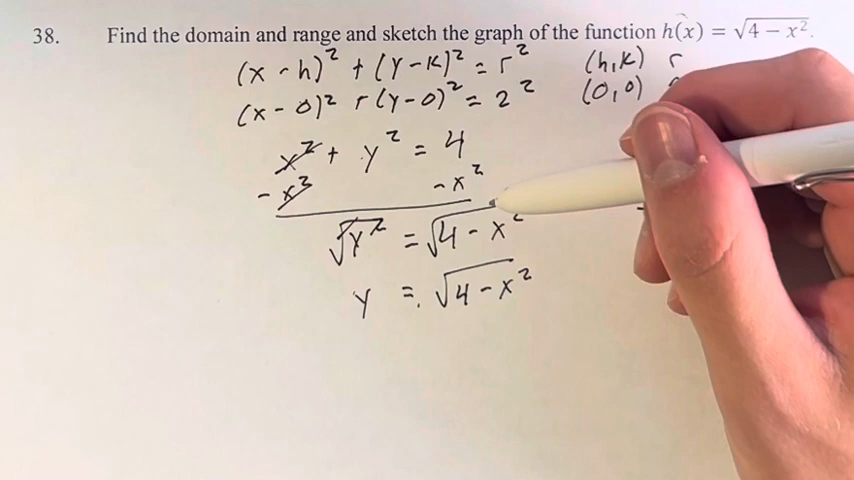 38. Find the domain and range and sketch the graph of the function h(x) = √(4 − x²).
(x - h)² + (y - k)² = r² (h, k) r
(x - 0)² + (y - 0)² = 2² (0, 0)
x² + y² = 4
- x² - x²
√y² = √4 - x²
y = √4 - x²